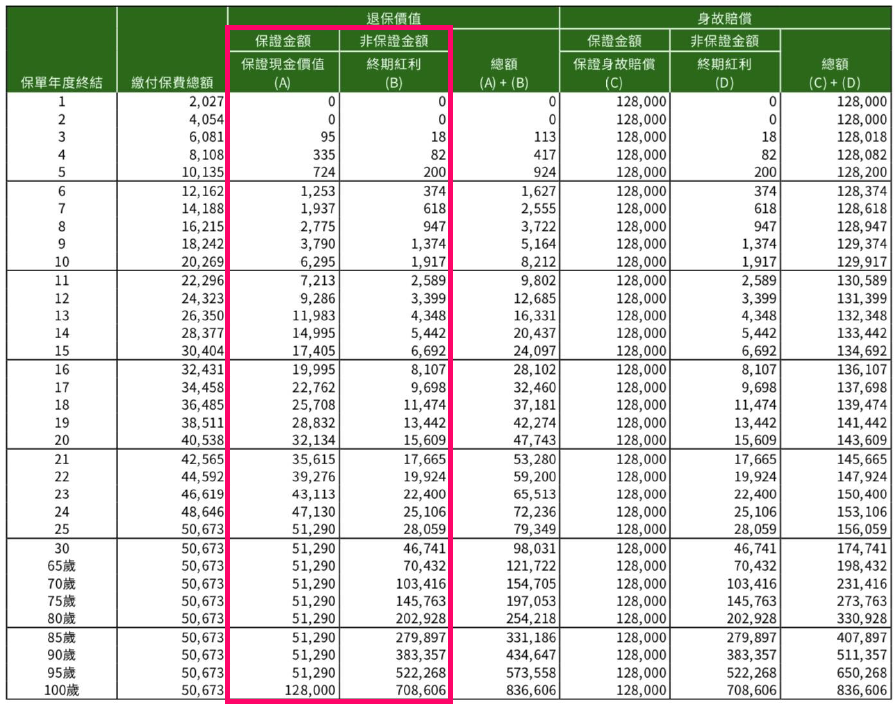 退保價值 身故賠償
保證金額 非保證金額 保證金額 非保證金額
保單年度終結 繳付保費總額 保證現金價值 (A) 終期紅利 (B) 總額 (A) + (B) 保證身故賠償 (C) 終期紅利 (D) 總額 (C) + (D)
1 2,027 0 0 0 128,000 0 128,000
2 4,054 0 0 0 128,000 0 128,000
3 6,081 95 18 113 128,000 18 128,018
4 8,108 335 82 417 128,000 82 128,082
5 10,135 724 200 924 128,000 200 128,200
6 12,162 1,253 374 1,627 128,000 374 128,374
7 14,188 1,937 618 2,555 128,000 618 128,618
8 16,215 2,775 947 3,722 128,000 947 128,947
9 18,242 3,790 1,374 5,164 128,000 1,374 129,374
10 20,269 6,295 1,917 8,212 128,000 1,917 129,917
11 22,296 7,213 2,589 9,802 128,000 2,589 130,589
12 24,323 9,286 3,399 12,685 128,000 3,399 131,399
13 26,350 11,983 4,348 16,331 128,000 4,348 132,348
14 28,377 14,995 5,442 20,437 128,000 5,442 133,442
15 30,404 17,405 6,692 24,097 128,000 6,692 134,692
16 32,431 19,995 8,107 28,102 128,000 8,107 136,107
17 34,458 22,762 9,698 32,460 128,000 9,698 137,698
18 36,485 25,708 11,474 37,181 128,000 11,474 139,474
19 38,511 28,832 13,442 42,274 128,000 13,442 141,442
20 40,538 32,134 15,609 47,743 128,000 15,609 143,609
21 42,565 35,615 17,665 53,280 128,000 17,665 145,665
22 44,592 39,276 19,924 59,200 128,000 19,924 147,924
23 46,619 43,113 22,400 65,513 128,000 22,400 150,400
24 48,646 47,130 25,106 72,236 128,000 25,106 153,106
25 50,673 51,290 28,059 79,349 128,000 28,059 156,059
30 50,673 51,290 46,741 98,031 128,000 46,741 174,741
65歲 50,673 51,290 70,432 121,722 128,000 70,432 198,432
70歲 50,673 51,290 103,416 154,705 128,000 103,416 231,416
75歲 50,673 51,290 145,763 197,053 128,000 145,763 273,763
80歲 50,673 51,290 202,928 254,218 128,000 202,928 330,928
85歲 50,673 51,290 279,897 331,186 128,000 279,897 407,897
90歲 50,673 51,290 383,357 434,647 128,000 383,357 511,357
95歲 50,673 51,290 522,268 573,558 128,000 522,268 650,268
100歲 50,673 128,000 708,606 836,606 128,000 708,606 836,606